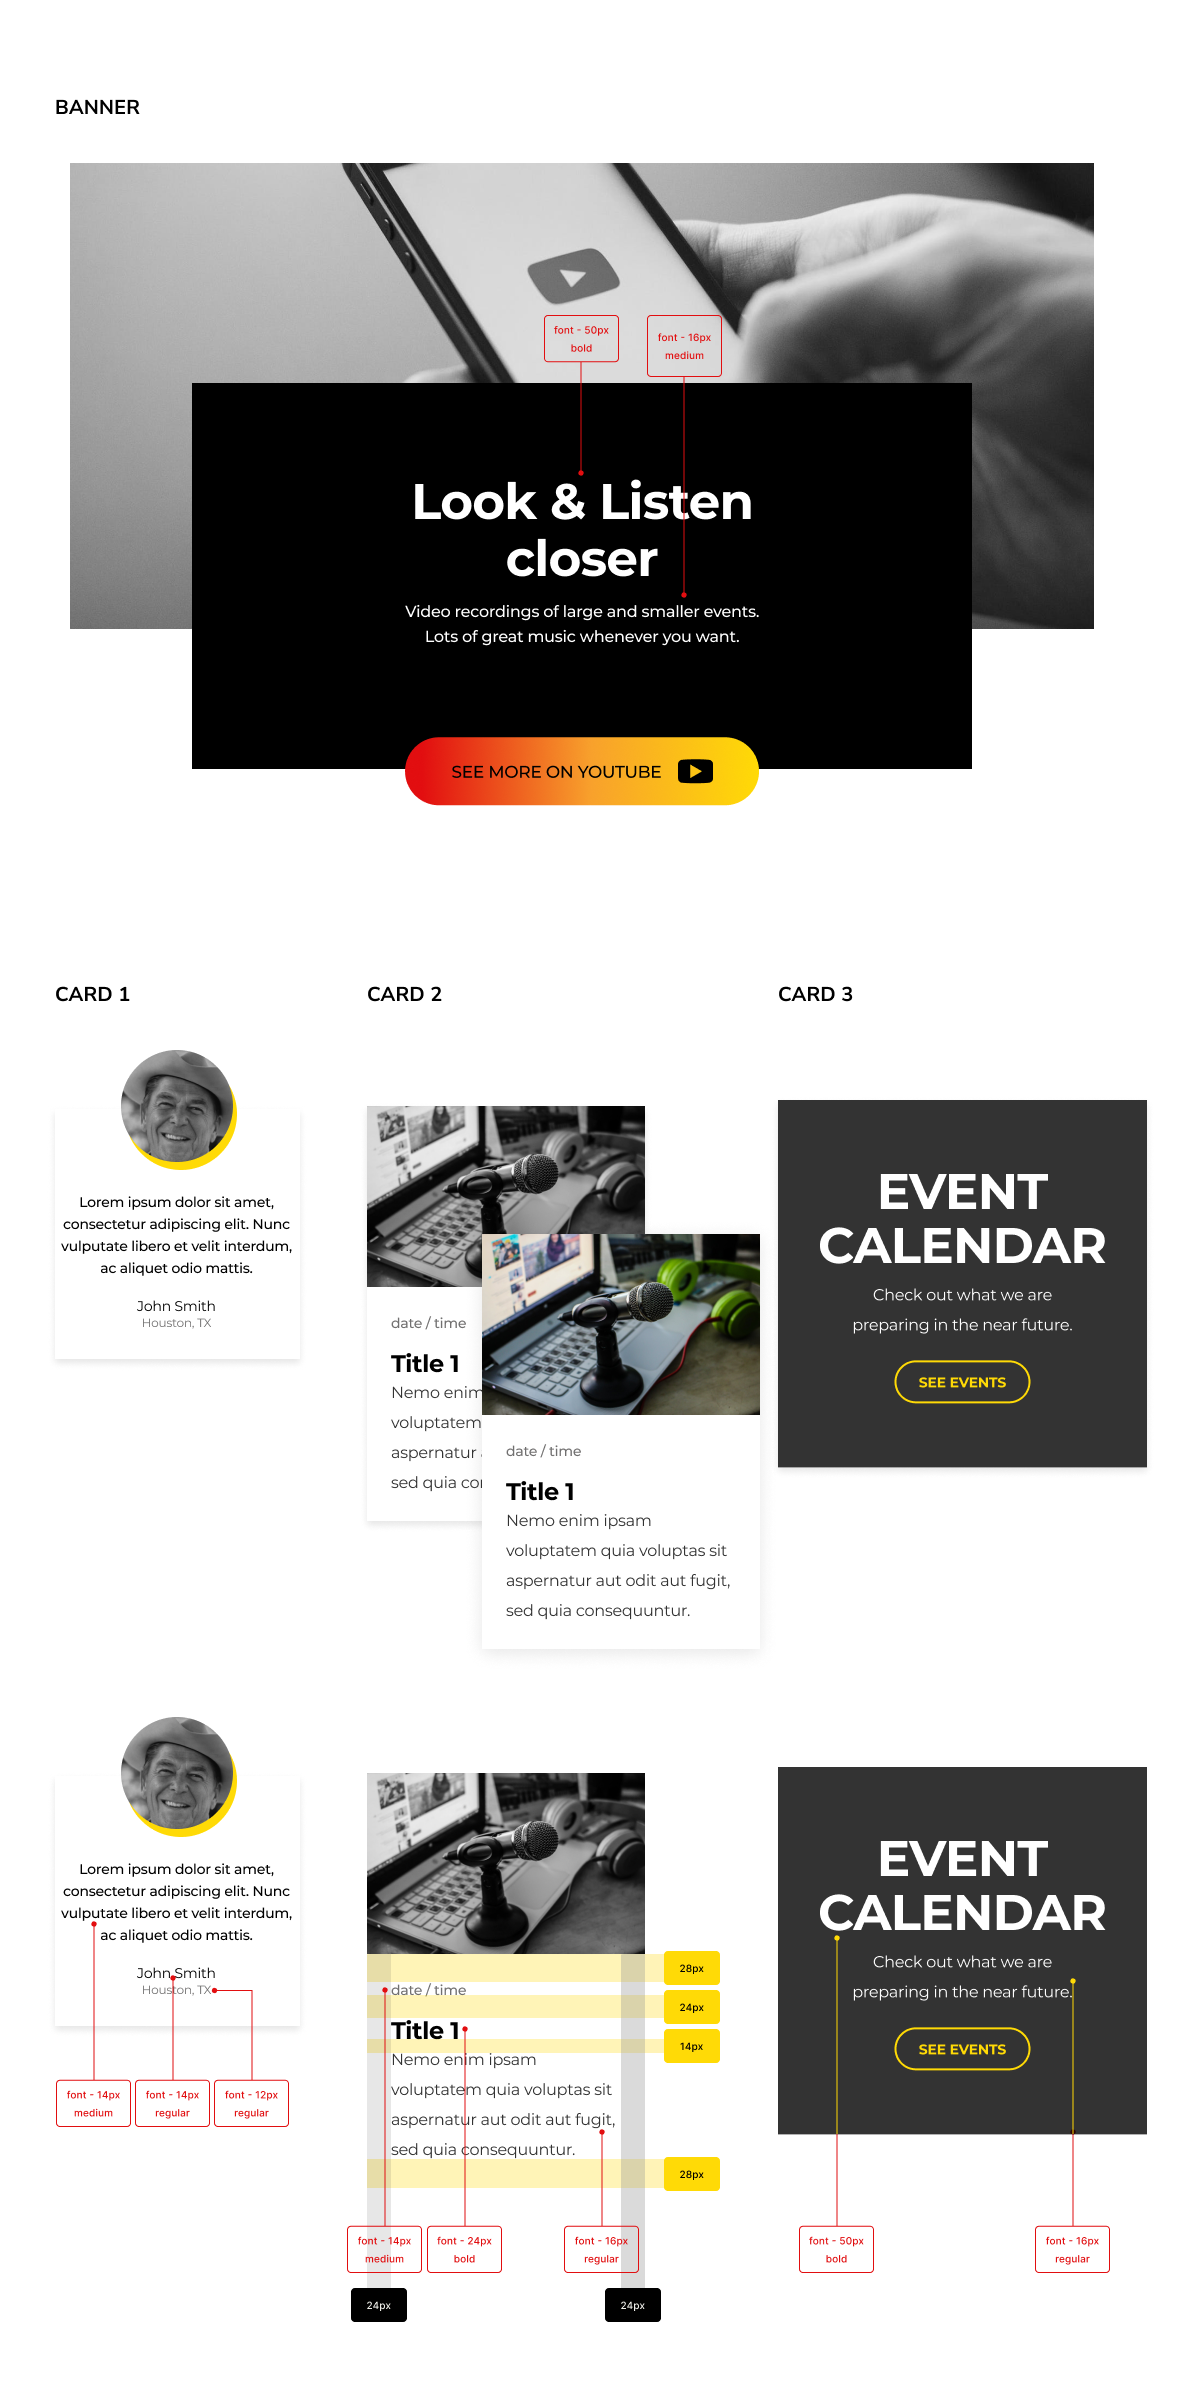 BANNER
font - 50px
bold
font - 16px
medium
Look & Listen
closer
Video recordings of large and smaller events.
Lots of great music whenever you want.
SEE MORE ON YOUTUBE
CARD 1
Lorem ipsum dolor sit amet,
consectetur adipiscing elit. Nunc
vulputate libero et velit interdum,
ac aliquet odio mattis.
John Smith
Houston, TX
CARD 2
date / time
Title 1
Nemo enim
voluptatem
aspernatur
sed quia
date / time
Title 1
Nemo enim ipsam
voluptatem quia voluptas sit
aspernatur aut odit aut fugit,
sed quia consequuntur.
CARD 3
EVENT
CALENDAR
Check out what we are
preparing in the near future.
SEE EVENTS
Lorem ipsum dolor sit amet,
consectetur adipiscing elit. Nunc
vulputate libero et velit interdum,
ac aliquet odio mattis.
John Smith
Houston, TX
font - 14px
medium
font - 14px
regular
font - 12px
regular
28px
date / time
24px
Title 1
14px
Nemo enim ipsam
voluptatem quia voluptas sit
aspernatur aut odit aut fugit,
sed quia consequuntur.
28px
font - 14px
medium
font - 24px
bold
font - 16px
regular
24px
24px
EVENT
CALENDAR
Check out what we are
preparing in the near future.
SEE EVENTS
font - 50px
bold
font - 16px
regular